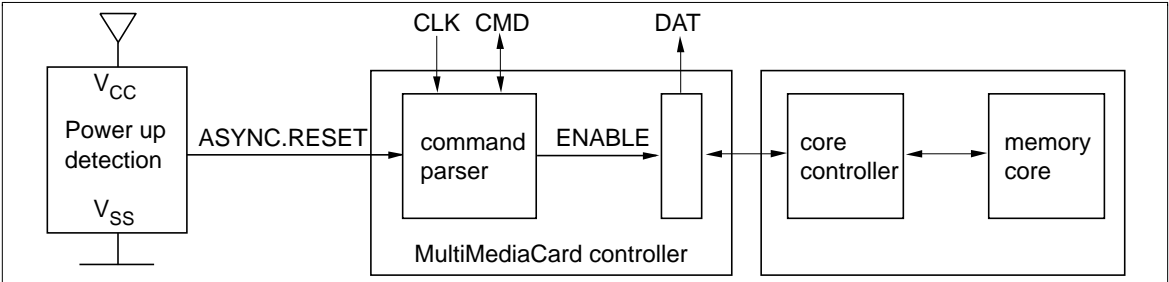 CLK CMD DAT
V_CC
Power up
detection
V_SS
ASYNC.RESET
command
parser
ENABLE
core
controller
memory
core
MultiMediaCard controller